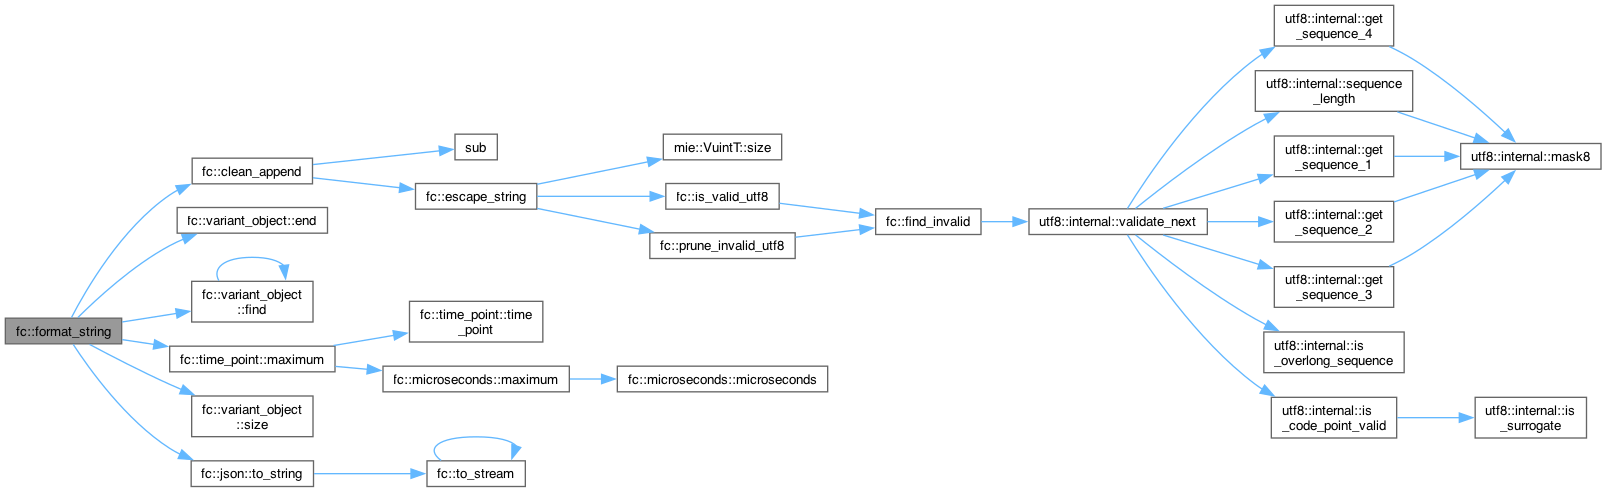 fc::format_string
fc::clean_append
fc::variant_object::end
fc::variant_object
::find
fc::time_point::maximum
fc::variant_object
::size
fc::json::to_string
sub
fc::escape_string
fc::time_point::time
_point
fc::microseconds::maximum
fc::to_stream
mie::VuintT::size
fc::is_valid_utf8
fc::prune_invalid_utf8
fc::microseconds::microseconds
fc::find_invalid
utf8::internal::validate_next
utf8::internal::get
_sequence_4
utf8::internal::sequence
_length
utf8::internal::get
_sequence_1
utf8::internal::get
_sequence_2
utf8::internal::get
_sequence_3
utf8::internal::is
_overlong_sequence
utf8::internal::is
_code_point_valid
utf8::internal::mask8
utf8::internal::is
_surrogate